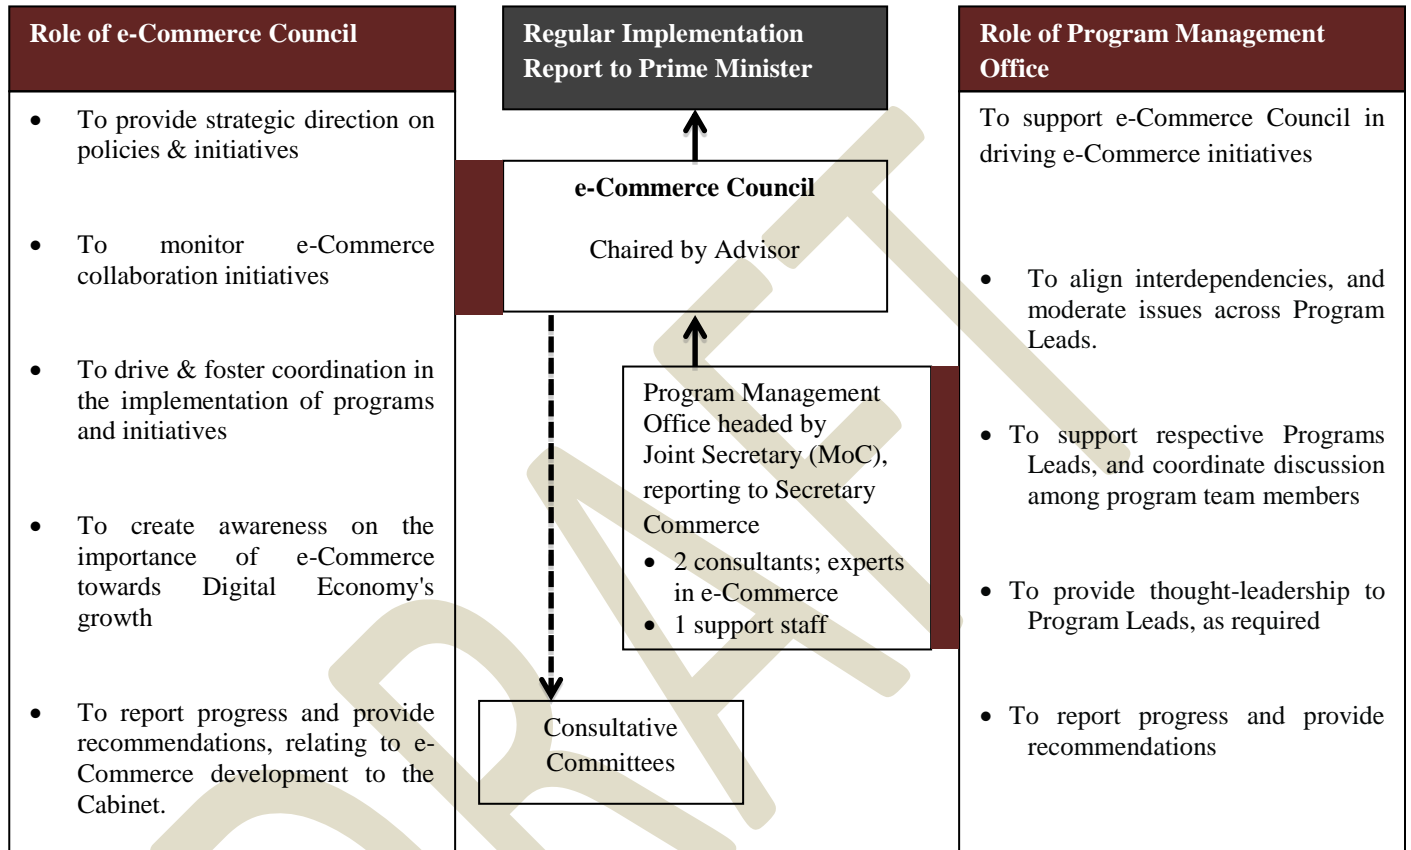 Role of e-Commerce Council
• To provide strategic direction on
policies & initiatives
• To monitor e-Commerce
collaboration initiatives
• To drive & foster coordination in
the implementation of programs
and initiatives
• To create awareness on the
importance of e-Commerce
towards Digital Economy's
growth
• To report progress and provide
recommendations, relating to e-
Commerce development to the
Cabinet.
Regular Implementation
Report to Prime Minister
e-Commerce Council
Chaired by Advisor
Program Management
Office headed by
Joint Secretary (MoC),
reporting to Secretary
Commerce
• 2 consultants; experts
in e-Commerce
• 1 support staff
Consultative
Committees
Role of Program Management
Office
To support e-Commerce Council in
driving e-Commerce initiatives
• To align interdependencies, and
moderate issues across Program
Leads.
• To support respective Programs
Leads, and coordinate discussion
among program team members
• To provide thought-leadership to
Program Leads, as required
• To report progress and provide
recommendations
DRAFT